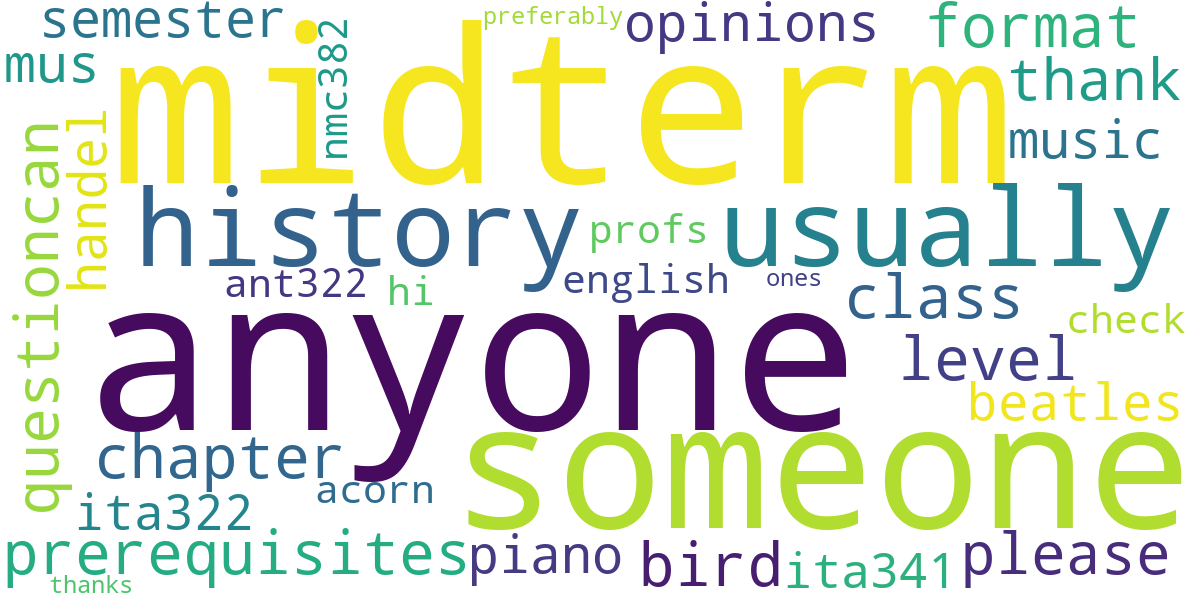 semester
preferably
opinions
format
mus
midterm
nmc382
thank
handel
music
questioncan
history
profs
usually
ant322
hi
english
ones
class
check
anyone
level
beatles
chapter
acorn
someone
ita322
prerequisites
piano
bird
ita341
please
thanks